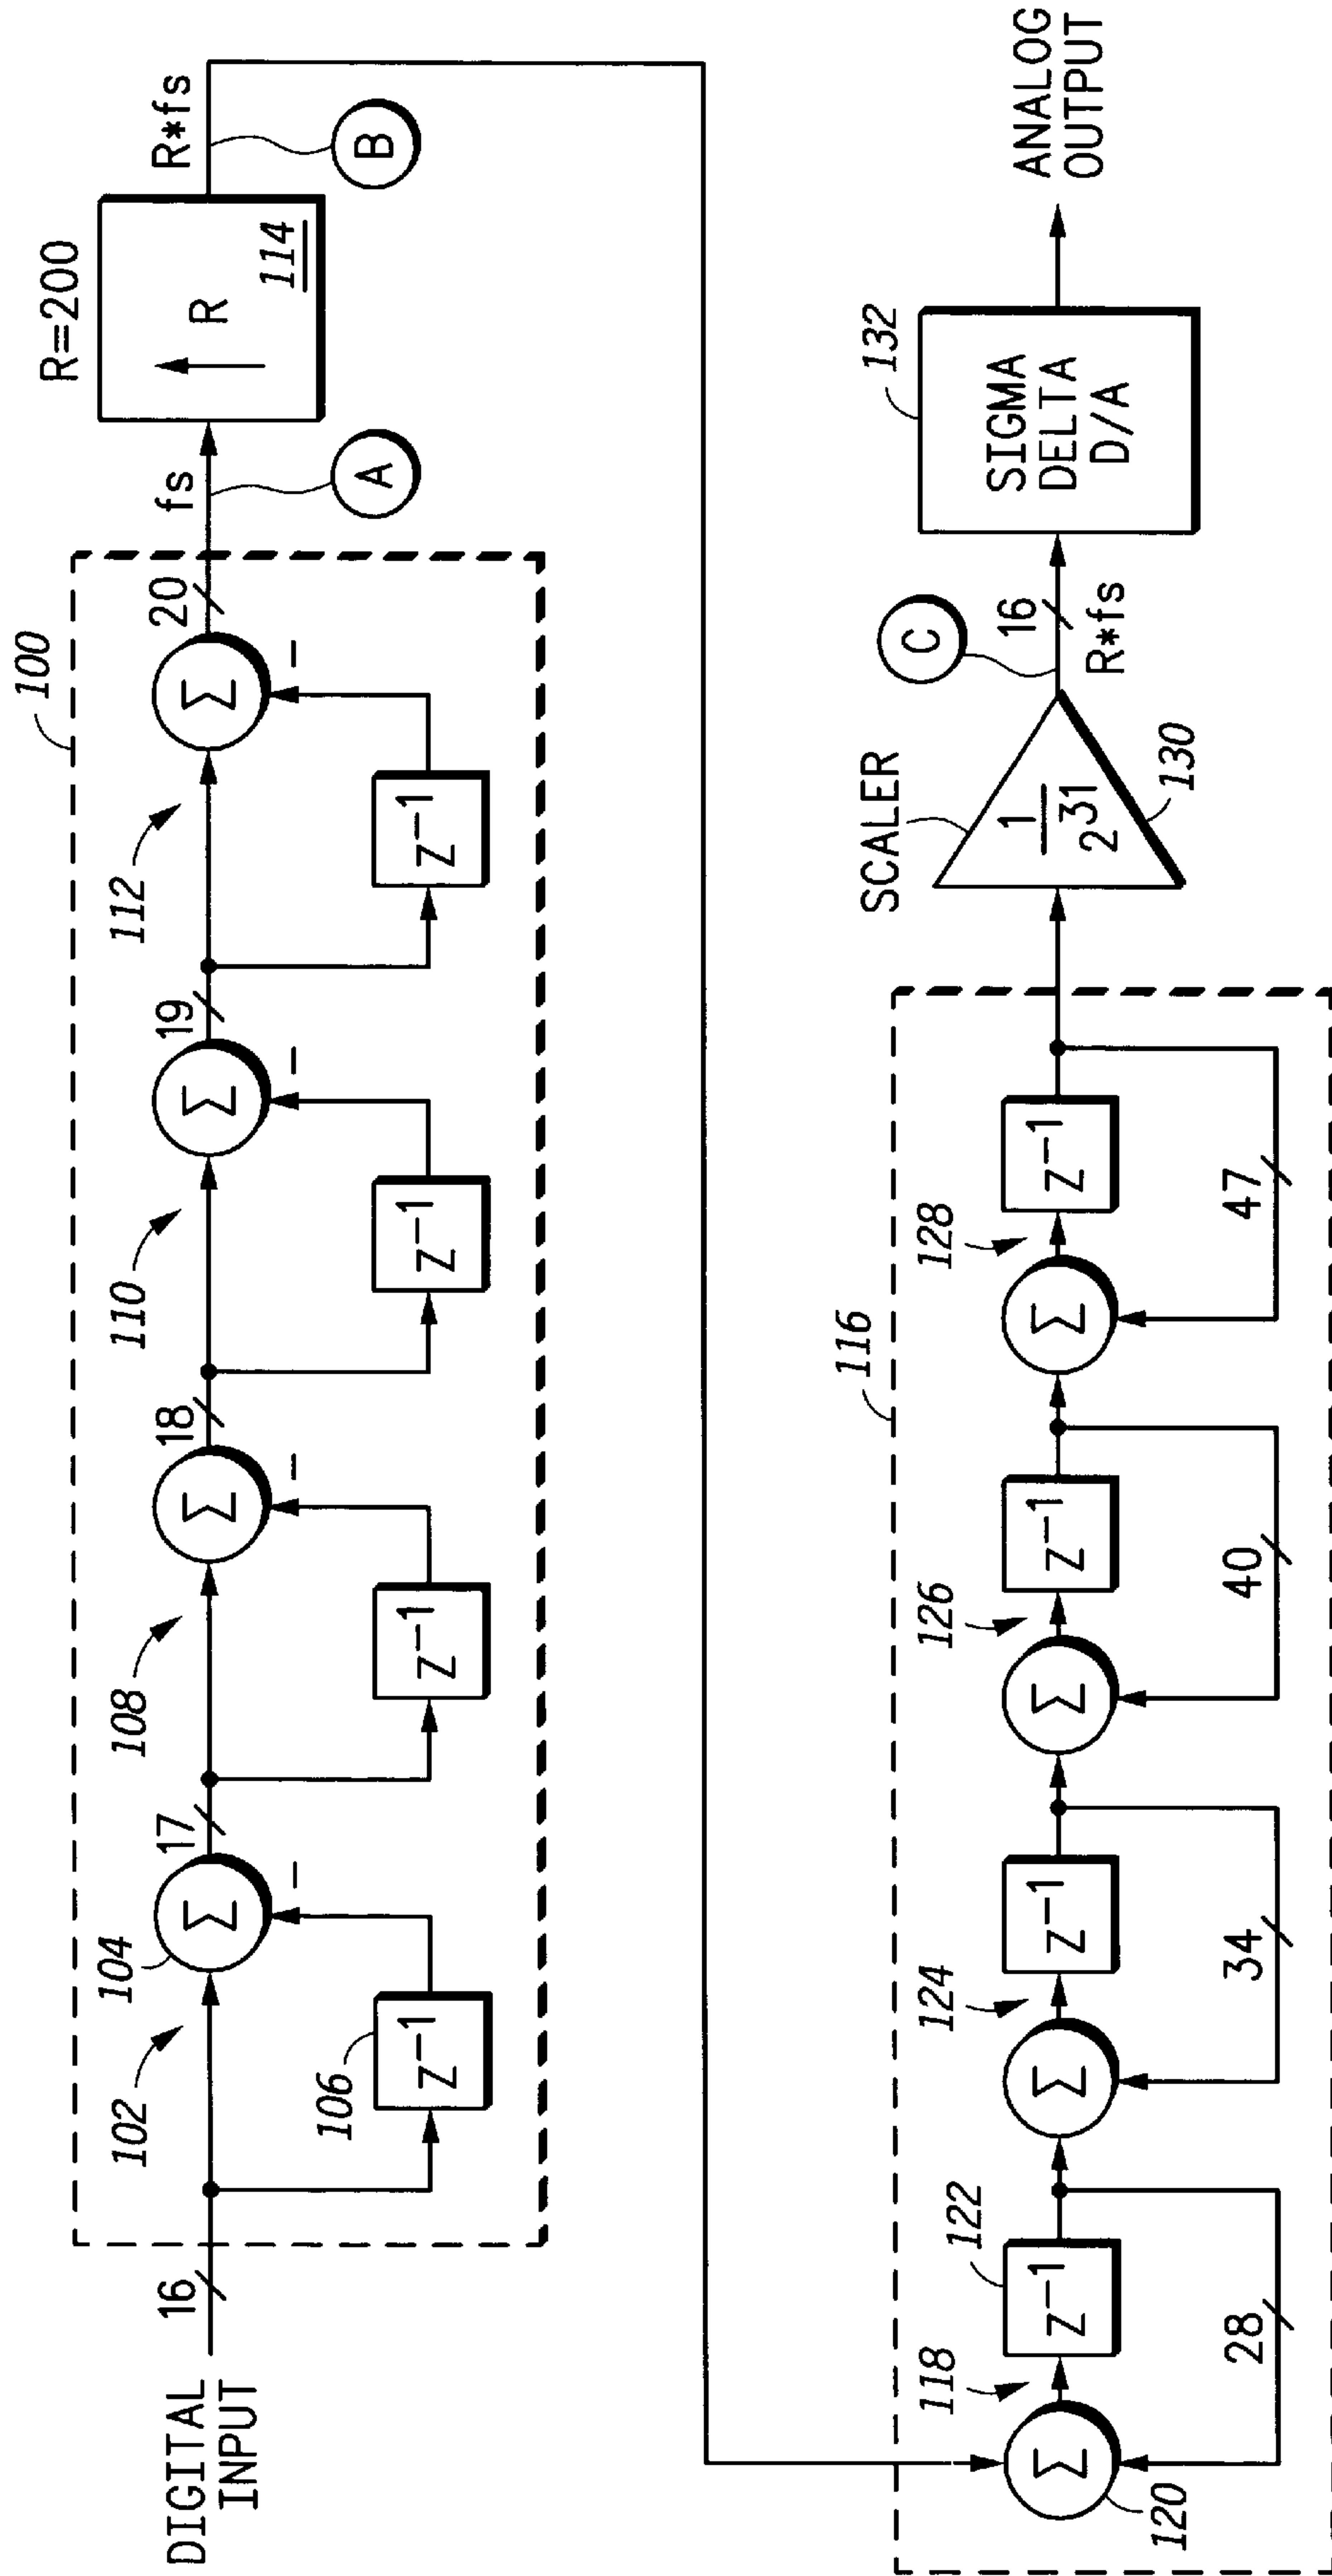 100
DIGITAL
INPUT
16
102
104
Σ
–
106
Z⁻¹
17
108
Σ
–
Z⁻¹
18
110
Σ
–
Z⁻¹
19
112
Σ
–
Z⁻¹
20
fs
A
R=200
R
114
R*fs
B
116
118
Σ
120
122
Z⁻¹
28
124
Σ
Z⁻¹
34
126
Σ
Z⁻¹
40
128
Σ
Z⁻¹
47
SCALER
1
2³¹
130
C
16
R*fs
132
SIGMA
DELTA
D/A
ANALOG
OUTPUT